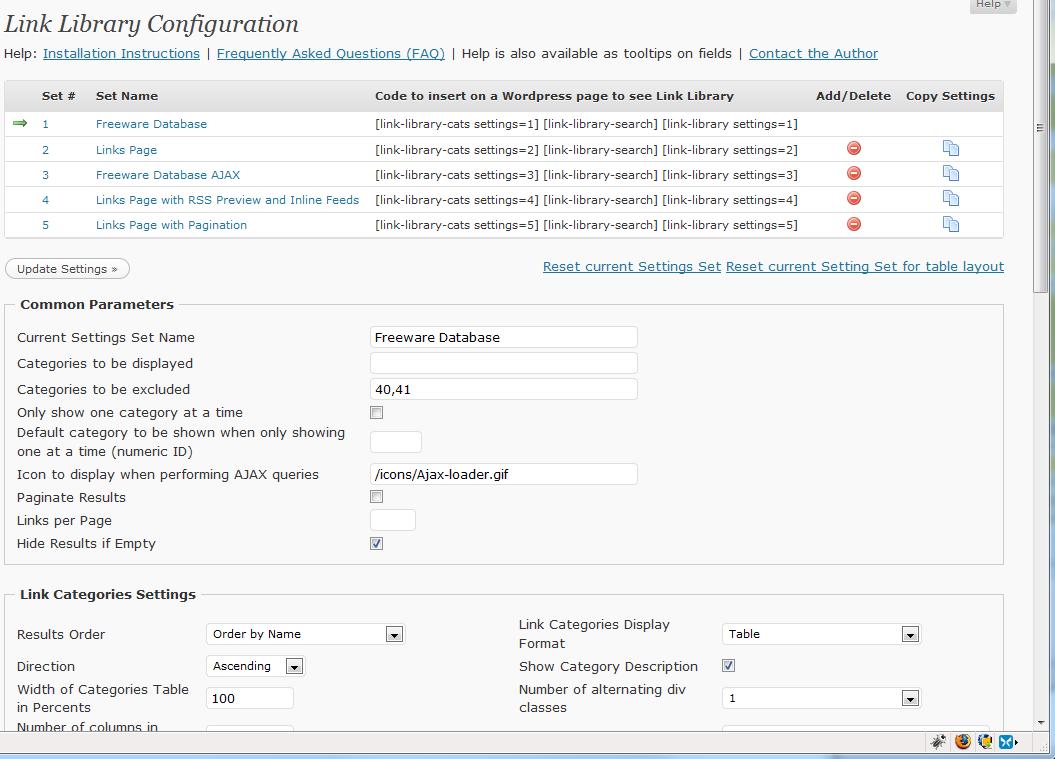 Help
Link Library Configuration
Help: Installation Instructions | Frequently Asked Questions (FAQ) | Help is also available as tooltips on fields | Contact the Author
Set # Set Name Code to insert on a Wordpress page to see Link Library Add/Delete Copy Settings
1 Freeware Database [link-library-cats settings=1] [link-library-search] [link-library settings=1]
2 Links Page [link-library-cats settings=2] [link-library-search] [link-library settings=2]
3 Freeware Database AJAX [link-library-cats settings=3] [link-library-search] [link-library settings=3]
4 Links Page with RSS Preview and Inline Feeds [link-library-cats settings=4] [link-library-search] [link-library settings=4]
5 Links Page with Pagination [link-library-cats settings=5] [link-library-search] [link-library settings=5]
Update Settings » Reset current Settings Set Reset current Setting Set for table layout
Common Parameters
Current Settings Set Name Freeware Database
Categories to be displayed
Categories to be excluded 40,41
Only show one category at a time
Default category to be shown when only showing
one at a time (numeric ID)
Icon to display when performing AJAX queries /icons/Ajax-loader.gif
Paginate Results
Links per Page
Hide Results if Empty
Link Categories Settings
Results Order Order by Name
Link Categories Display
Format
Table
Direction Ascending
Show Category Description
Width of Categories Table
in Percents
100
Number of alternating div
classes
1
Number of columns in